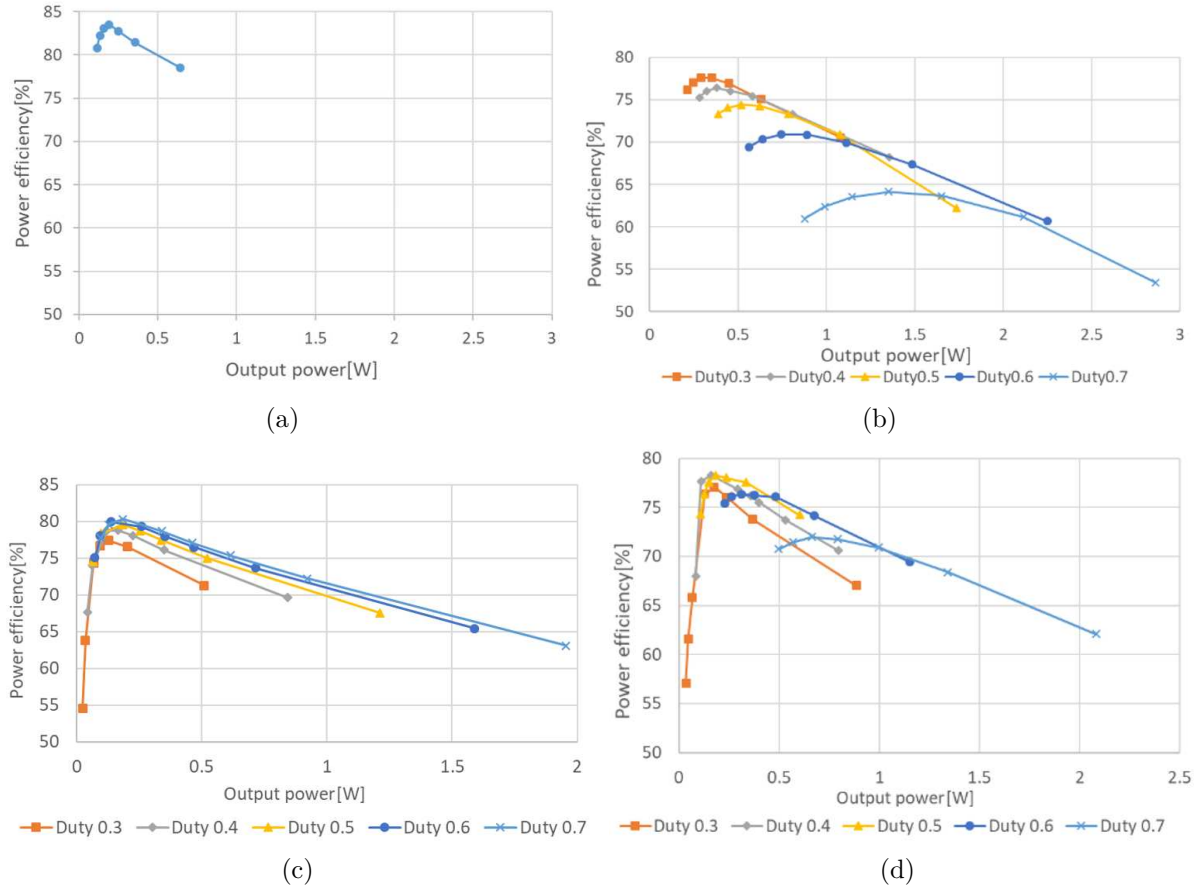 85
80
75
70
65
60
55
50
Power efficiency[%]
0 0.5 1 1.5 2 2.5 3
Output power[W]
(a)
80
75
70
65
60
55
50
Power efficiency[%]
0 0.5 1 1.5 2 2.5 3
Output power[W]
Duty0.3 Duty0.4 Duty0.5 Duty0.6 Duty0.7
(b)
85
80
75
70
65
60
55
50
Power efficiency[%]
0 0.5 1 1.5 2
Output power[W]
Duty 0.3 Duty 0.4 Duty 0.5 Duty 0.6 Duty 0.7
(c)
80
75
70
65
60
55
50
Power efficiency[%]
0 0.5 1 1.5 2 2.5
Output power[W]
Duty 0.3 Duty 0.4 Duty 0.5 Duty 0.6 Duty 0.7
(d)